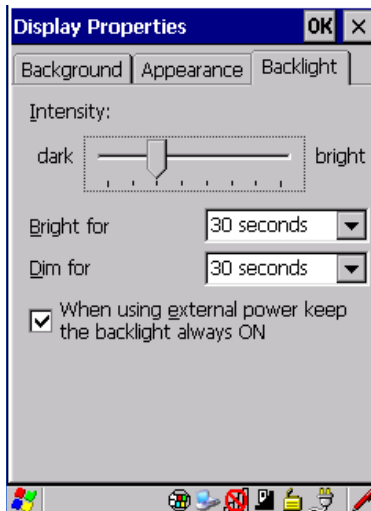 Display Properties OK ×
Background Appearance Backlight
Intensity:
dark bright
Bright for 30 seconds
Dim for 30 seconds
When using external power keep
the backlight always ON